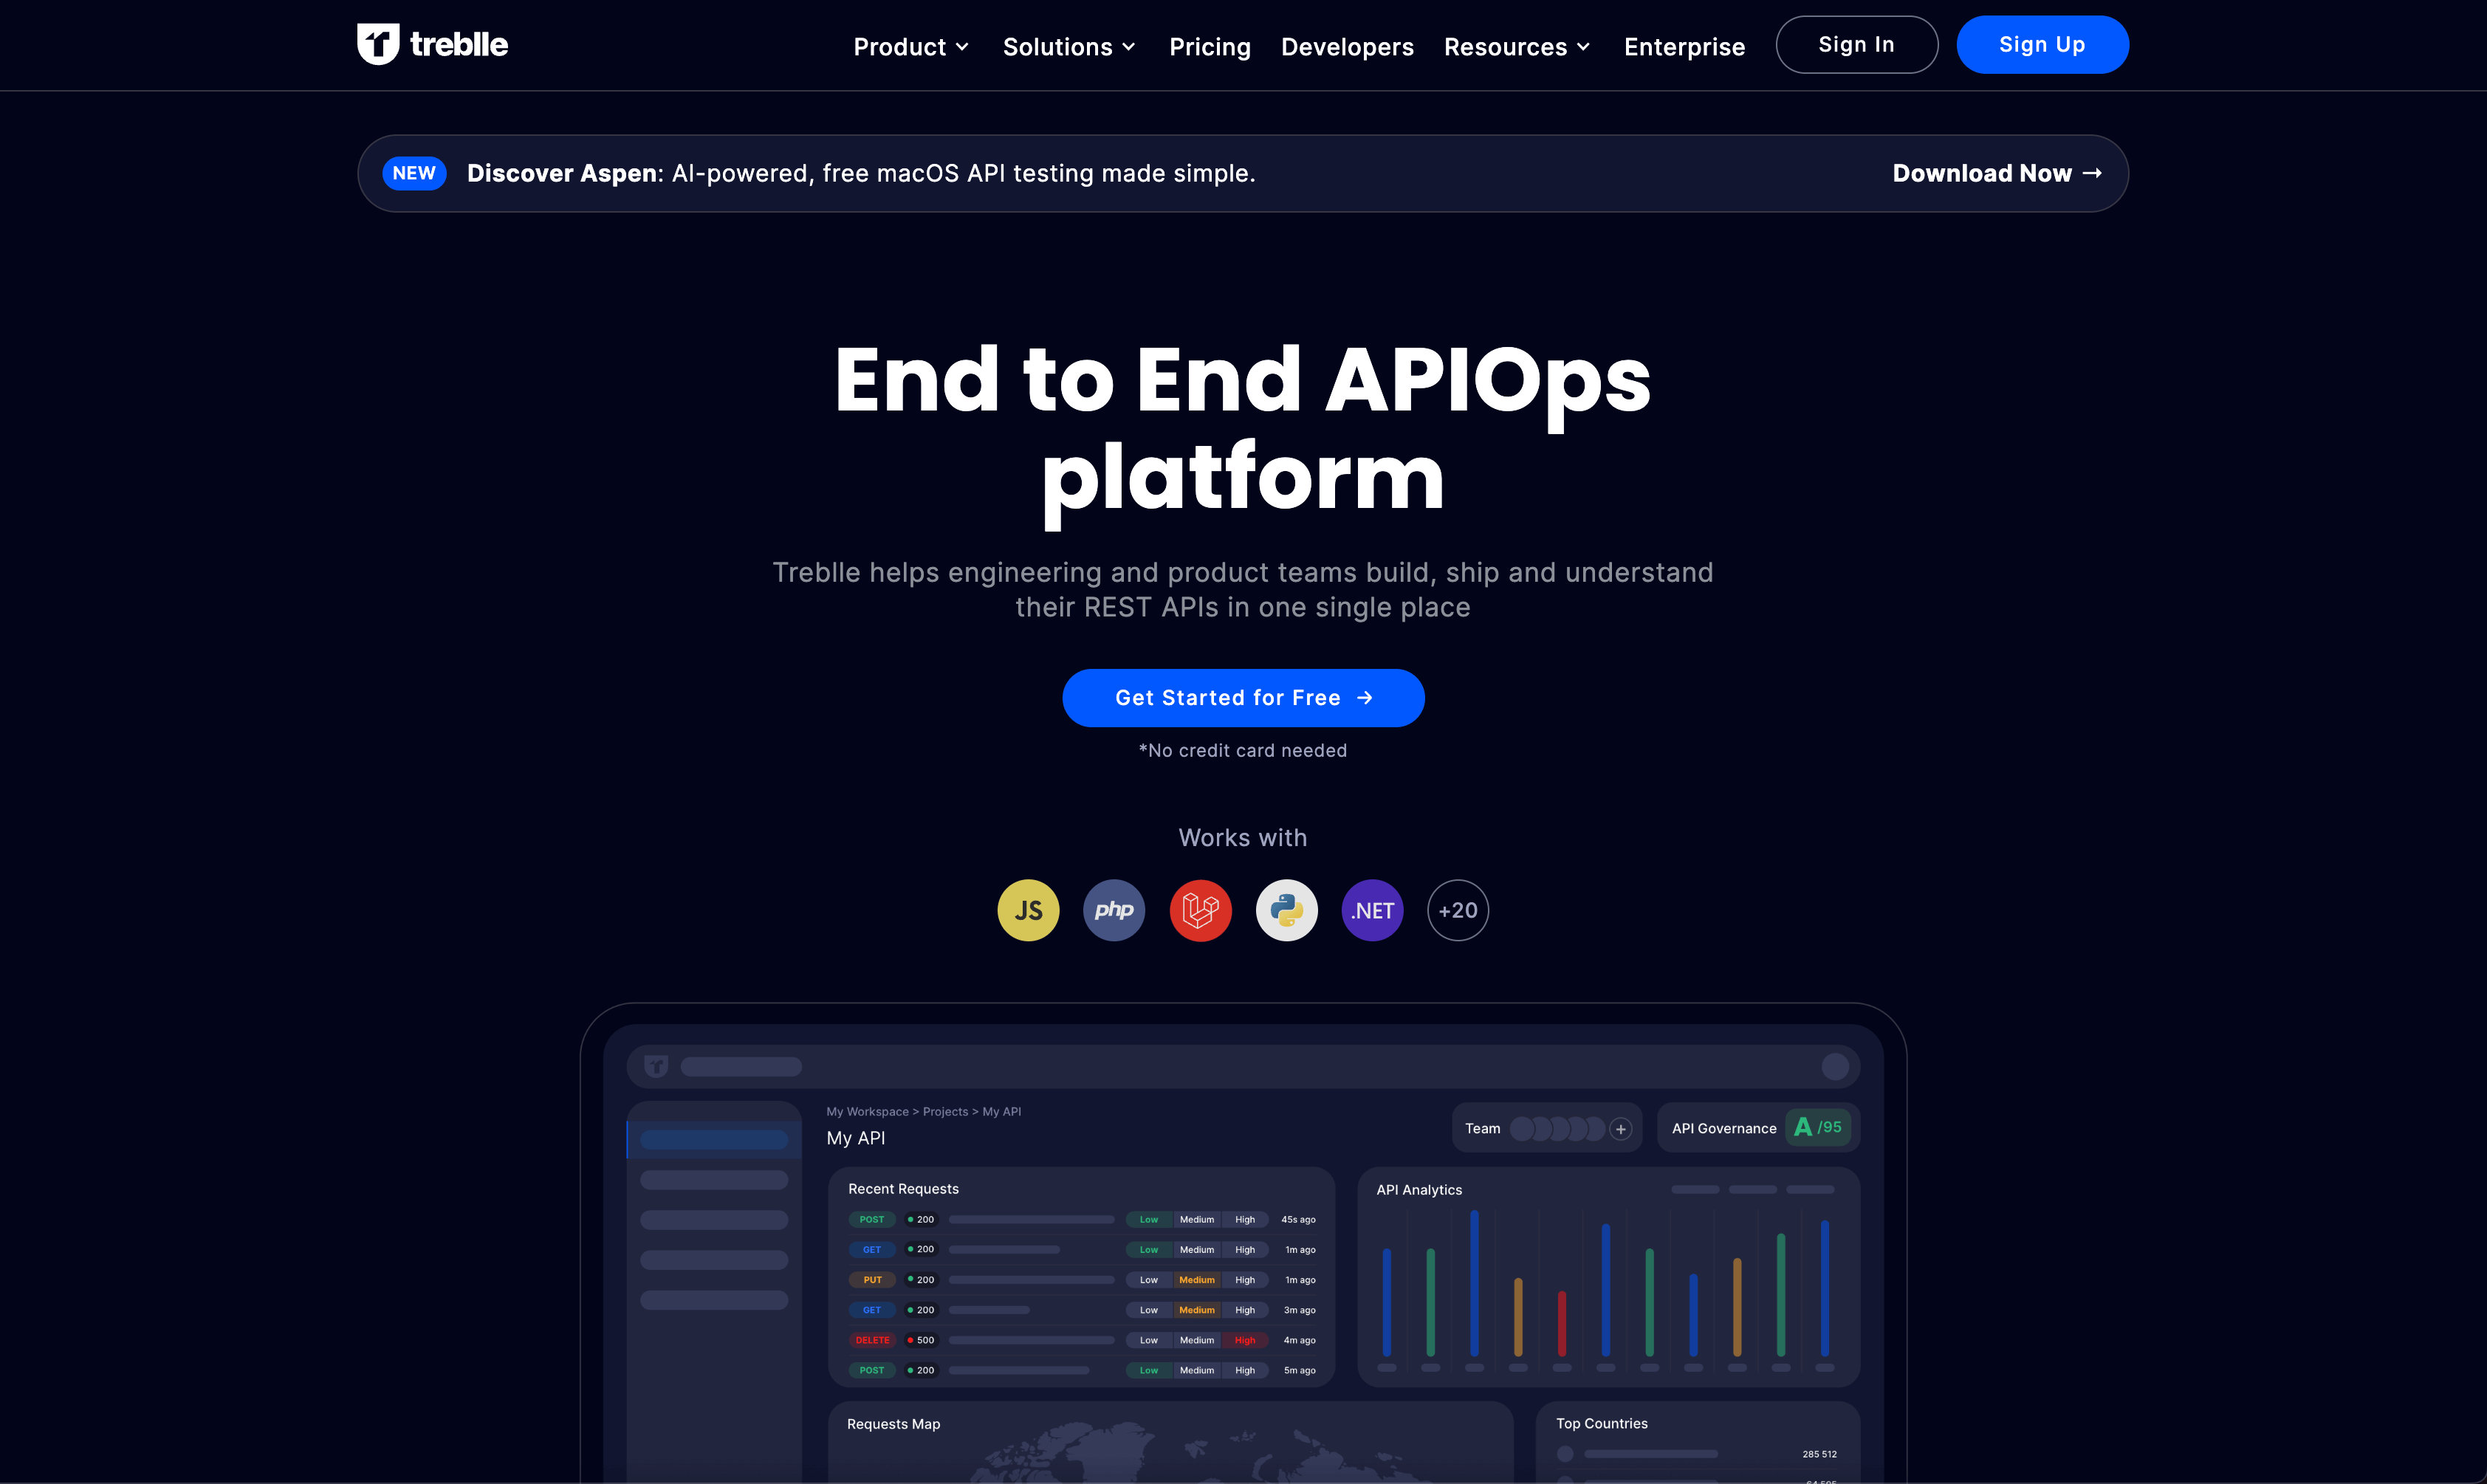 treblle
Product Solutions Pricing Developers Resources Enterprise Sign In Sign Up
NEW Discover Aspen: AI-powered, free macOS API testing made simple. Download Now →
End to End APIOps
platform
Treblle helps engineering and product teams build, ship and understand
their REST APIs in one single place
Get Started for Free →
*No credit card needed
Works with
JS php .NET +20
My Workspace > Projects > My API
My API
Team +
API Governance A /95
Recent Requests
POST 200 Low Medium High 45s ago
GET 200 Low Medium High 1m ago
PUT 200 Low Medium High 1m ago
GET 200 Low Medium High 3m ago
DELETE 500 Low Medium High 4m ago
POST 200 Low Medium High 5m ago
API Analytics
Requests Map
Top Countries
285 512